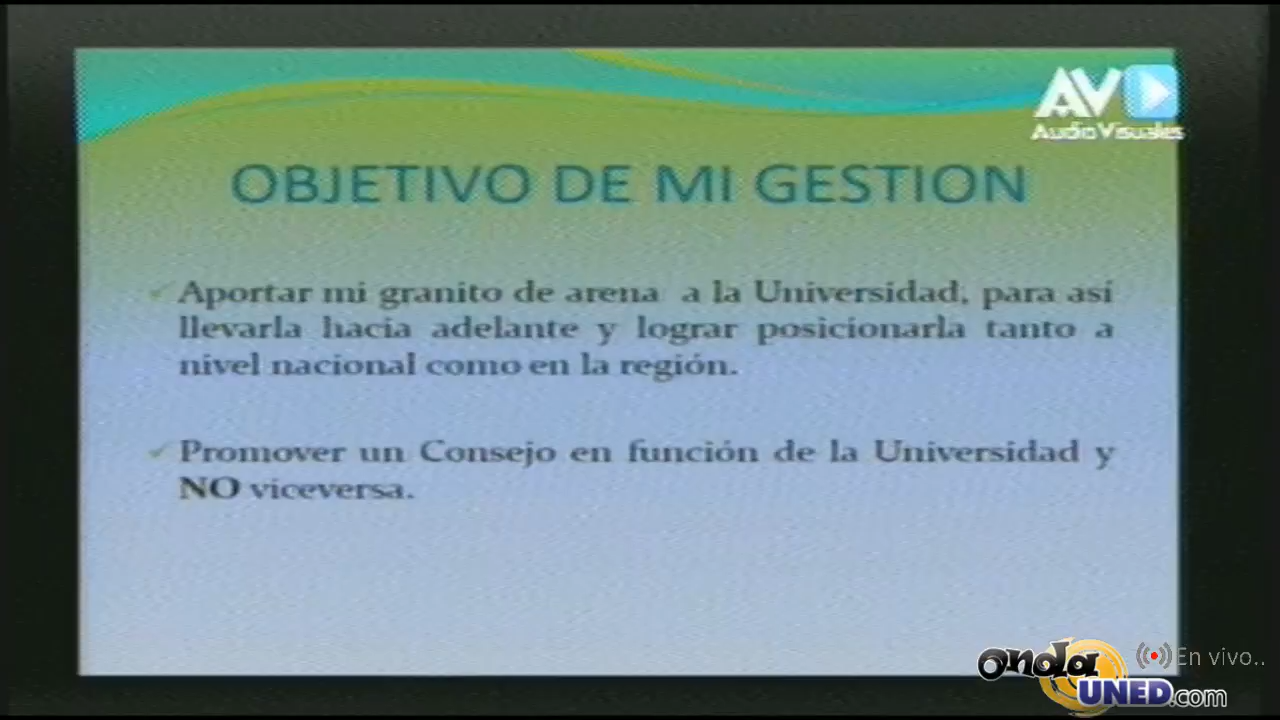 AV
AudioVisuales
OBJETIVO DE MI GESTION
Aportar mi granito de arena a la Universidad, para así
llevarla hacia adelante y lograr posicionarla tanto a
nivel nacional como en la región.
Promover un Consejo en función de la Universidad y
NO viceversa.
onda
UNED.com
En vivo..